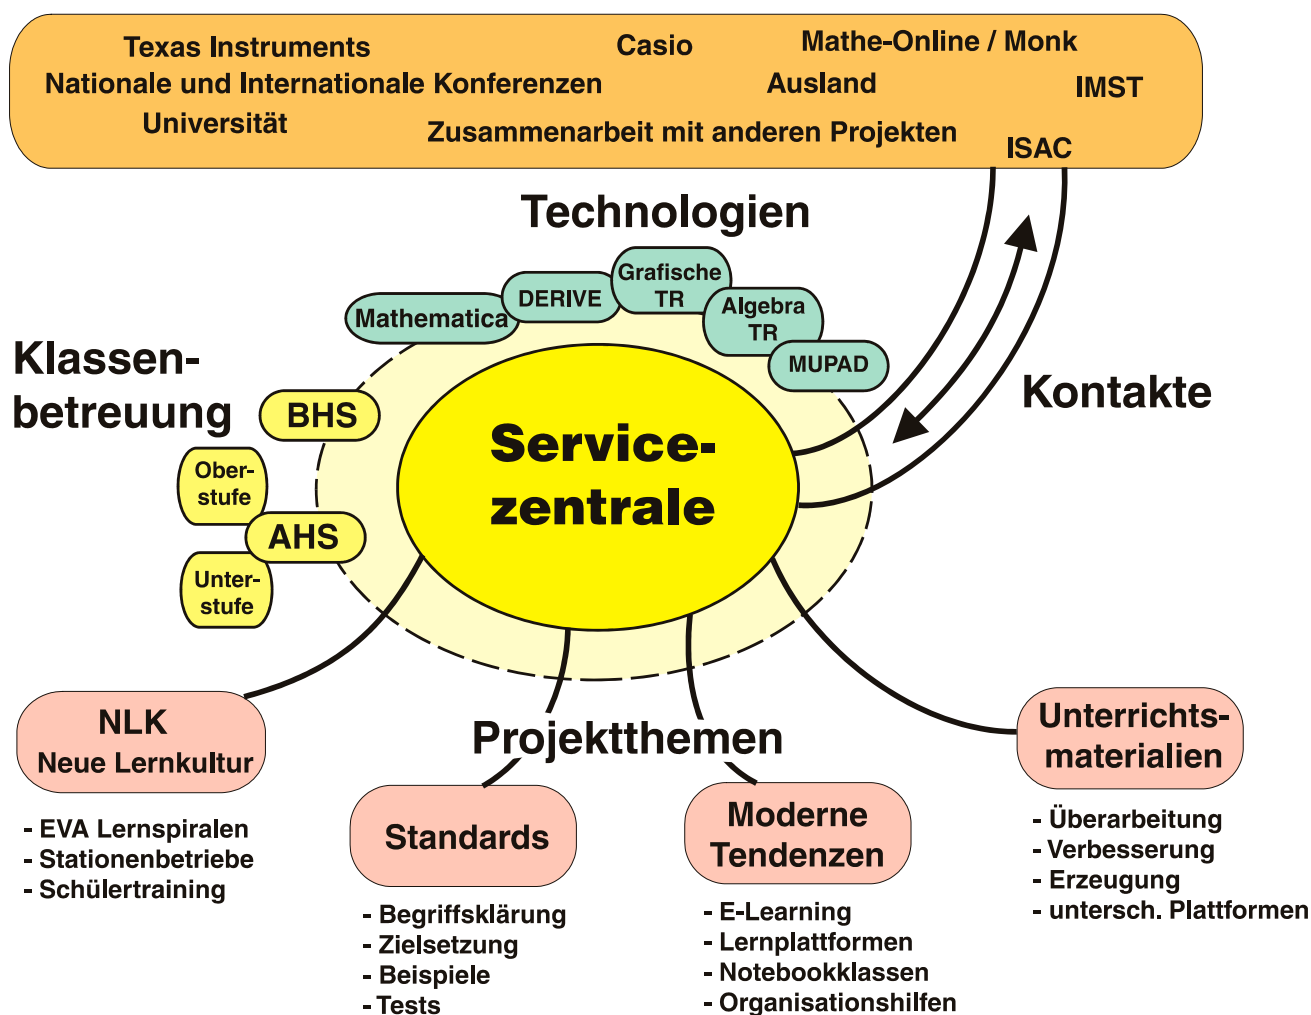 Texas Instruments
Casio
Mathe-Online / Monk
Nationale und Internationale Konferenzen
Ausland
IMST
Universität
Zusammenarbeit mit anderen Projekten
ISAC
Technologien
Mathematica
DERIVE
Grafische
TR
Algebra
TR
MUPAD
Klassen-
betreuung
BHS
Ober-
stufe
AHS
Unter-
stufe
Kontakte
Service-
zentrale
Projektthemen
NLK
Neue Lernkultur
- EVA Lernspiralen
- Stationenbetriebe
- Schülertraining
Standards
- Begriffsklärung
- Zielsetzung
- Beispiele
- Tests
Moderne
Tendenzen
- E-Learning
- Lernplattformen
- Notebookklassen
- Organisationshilfen
Unterrichts-
materialien
- Überarbeitung
- Verbesserung
- Erzeugung
- untersch. Plattformen